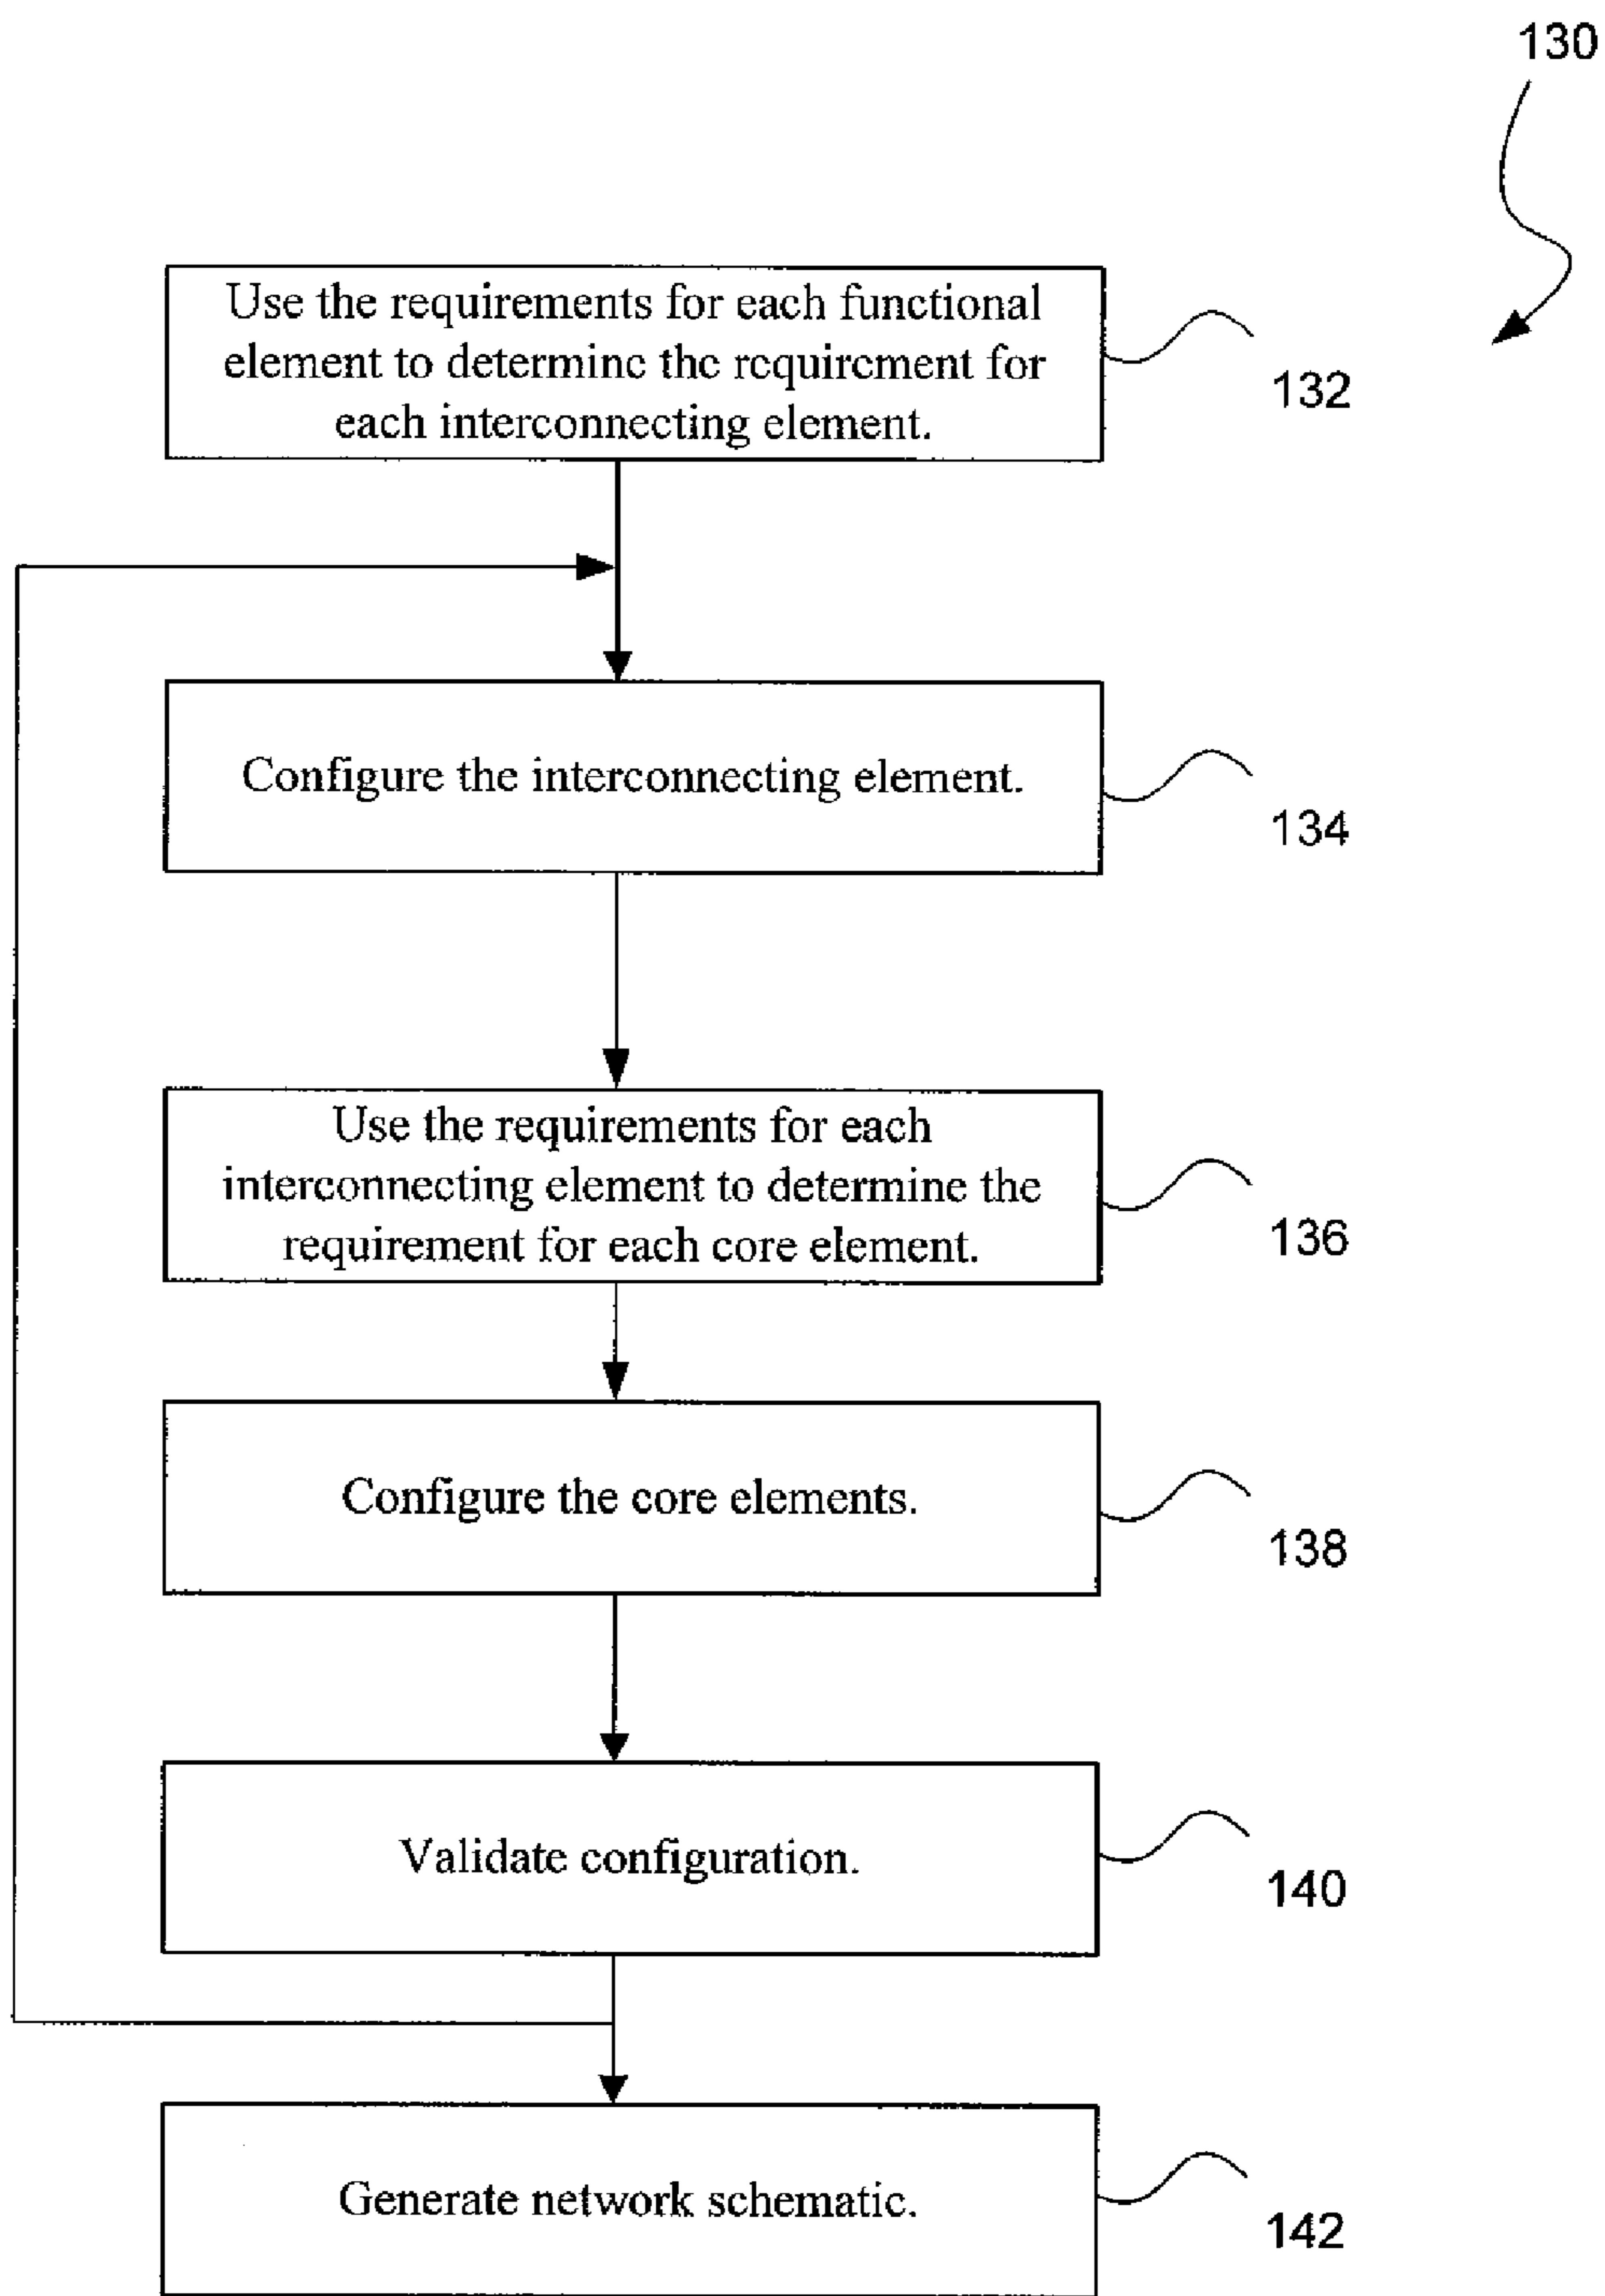 130
Use the requirements for each functional
element to determine the requirement for
each interconnecting element.
132
Configure the interconnecting element.
134
Use the requirements for each
interconnecting element to determine the
requirement for each core element.
136
Configure the core elements.
138
Validate configuration.
140
Generate network schematic.
142